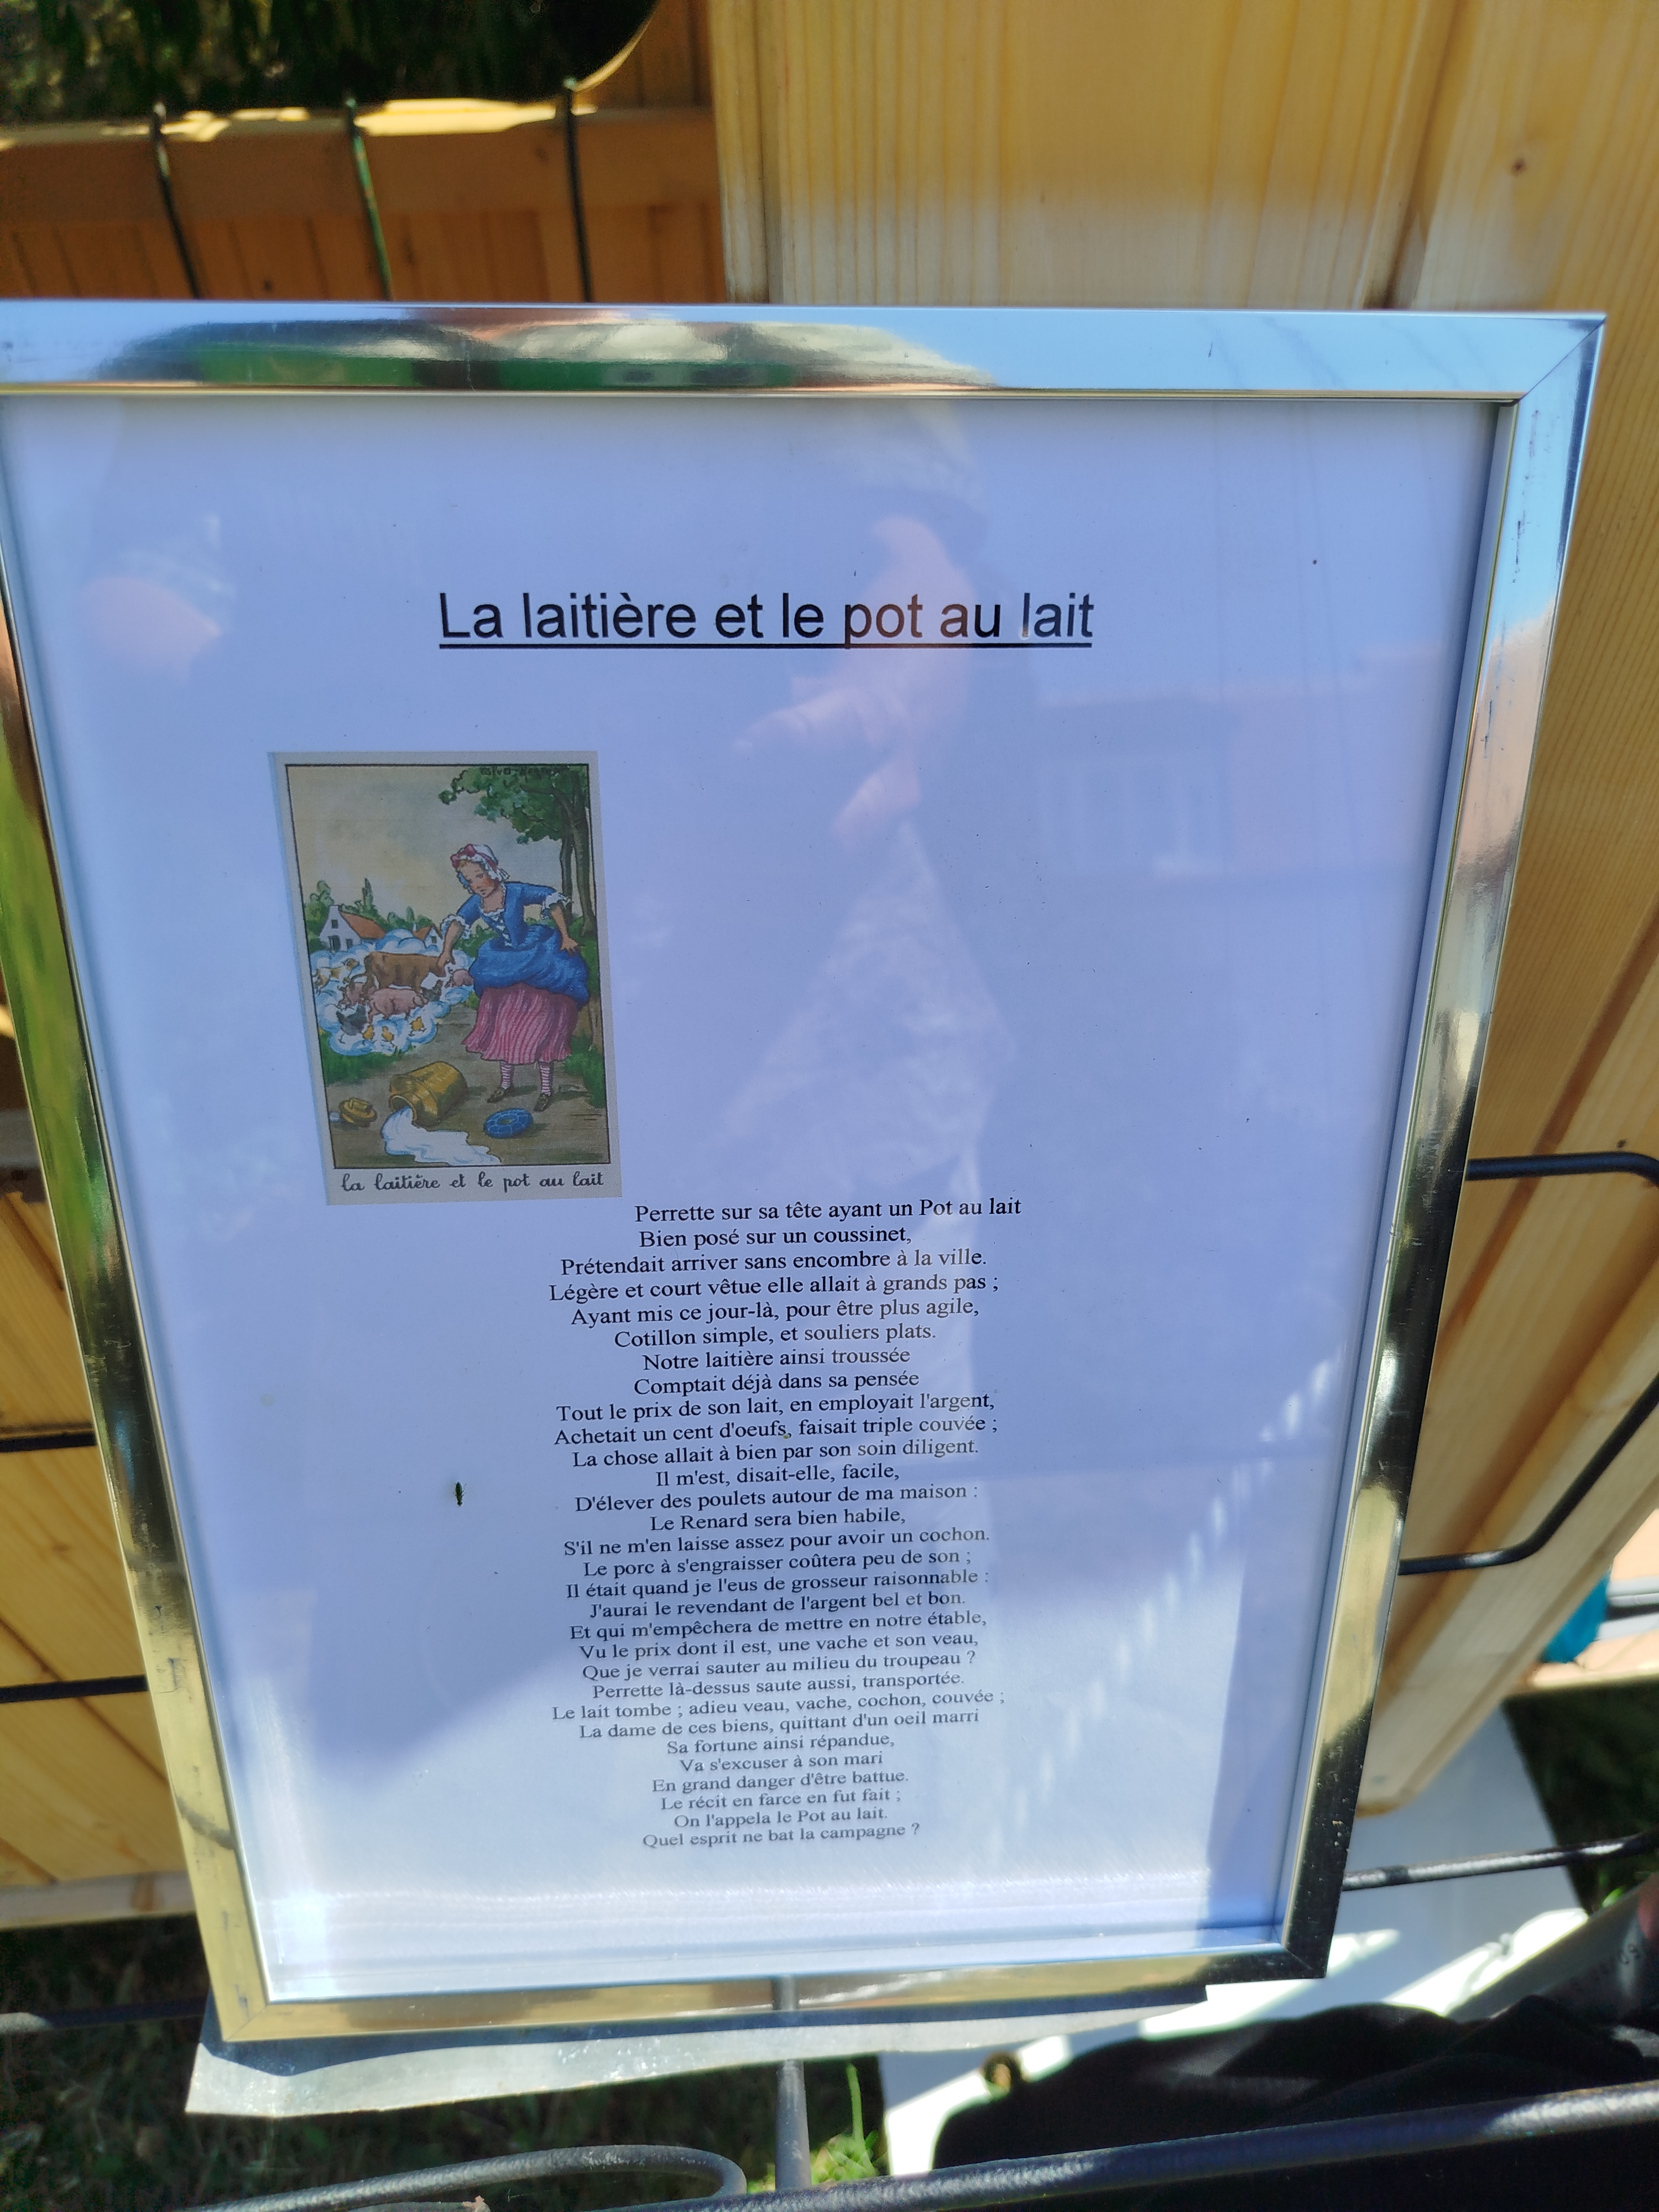 La laitière et le pot au lait
la laitière et le pot au lait
Perrette sur sa tête ayant un Pot au lait
Bien posé sur un coussinet,
Prétendait arriver sans encombre à la ville.
Légère et court vêtue elle allait à grands pas ;
Ayant mis ce jour-là, pour être plus agile,
Cotillon simple, et souliers plats.
Notre laitière ainsi troussée
Comptait déjà dans sa pensée
Tout le prix de son lait, en employait l'argent,
Achetait un cent d'oeufs, faisait triple couvée ;
La chose allait à bien par son soin diligent.
Il m'est, disait-elle, facile,
D'élever des poulets autour de ma maison :
Le Renard sera bien habile,
S'il ne m'en laisse assez pour avoir un cochon.
Le porc à s'engraisser coûtera peu de son ;
Il était quand je l'eus de grosseur raisonnable :
J'aurai le revendant de l'argent bel et bon.
Et qui m'empêchera de mettre en notre étable,
Vu le prix dont il est, une vache et son veau,
Que je verrai sauter au milieu du troupeau ?
Perrette là-dessus saute aussi, transportée.
Le lait tombe ; adieu veau, vache, cochon, couvée ;
La dame de ces biens, quittant d'un oeil marri
Sa fortune ainsi répandue,
Va s'excuser à son mari
En grand danger d'être battue.
Le récit en farce en fut fait ;
On l'appela le Pot au lait.
Quel esprit ne bat la campagne ?